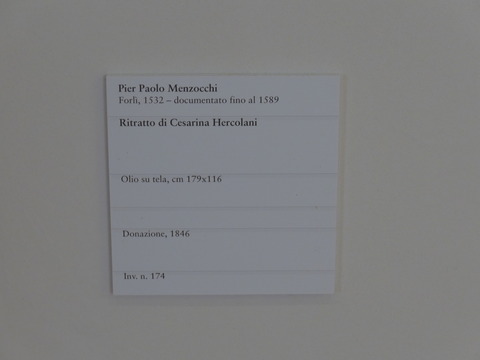 Pier Paolo Menzocchi
Forlì, 1532 – documentato fino al 1589
Ritratto di Cesarina Hercolani
Olio su tela, cm 179x116
Donazione, 1846
Inv. n. 174